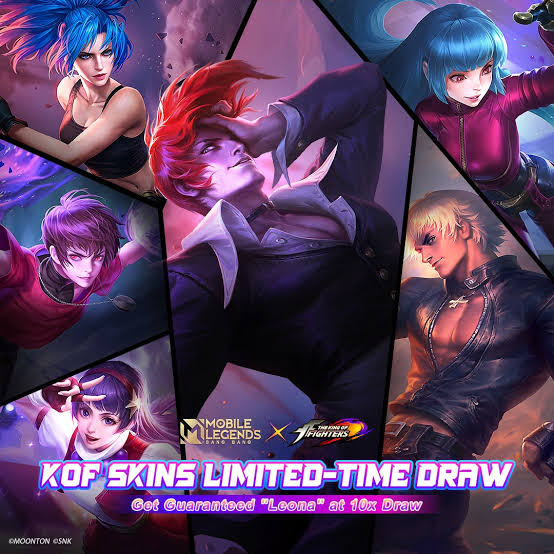 MOBILE LEGENDS BANG BANG X THE KING OF FIGHTERS
KOF SKINS LIMITED-TIME DRAW
Get Guaranteed "Leona" at 10x Draw
©MOONTON ©SNK